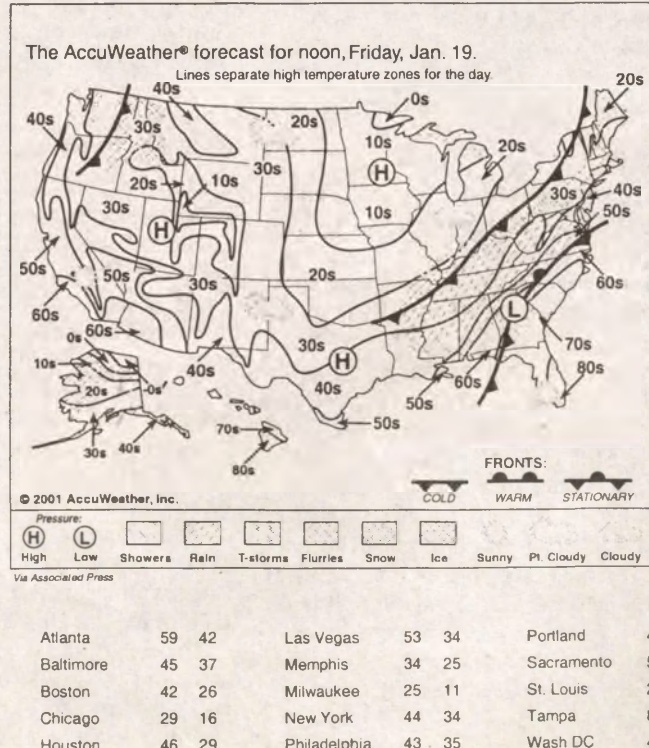 The AccuWeather® forecast for noon, Friday, Jan. 19.
Lines separate high temperature zones for the day.
40s
0s
20s
40s
30s
20s
10s
20s
30s
20s
10s
30s
H
30s
40s
10s
50s
30s
H
50s
50s
30s
20s
60s
60s
L
60s
0s
30s
H
70s
10s
40s
40s
80s
20s
0s
60s
50s
50s
30s
40s
70s
80s
FRONTS:
© 2001 AccuWeather, Inc.
COLD WARM STATIONARY
Pressure:
H L
High Low Showers Rain T-storms Flurries Snow Ice Sunny Pt. Cloudy Cloudy
Via Associated Press
Atlanta 59 42 Las Vegas 53 34 Portland
Baltimore 45 37 Memphis 34 25 Sacramento
Boston 42 26 Milwaukee 25 11 St. Louis
Chicago 29 16 New York 44 34 Tampa
Houston 46 29 Philadelphia 43 35 Wash DC